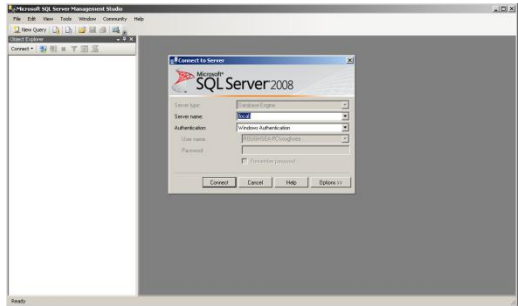 Microsoft SQL Server Management Studio
File Edit View Tools Window Community Help
New Query
Object Explorer
Connect
Connect to Server
Microsoft
SQL Server 2008
Server type: Database Engine
Server name: (local)
Authentication: Windows Authentication
User name:
Password:
Remember password
Connect Cancel Help Options >>
Ready